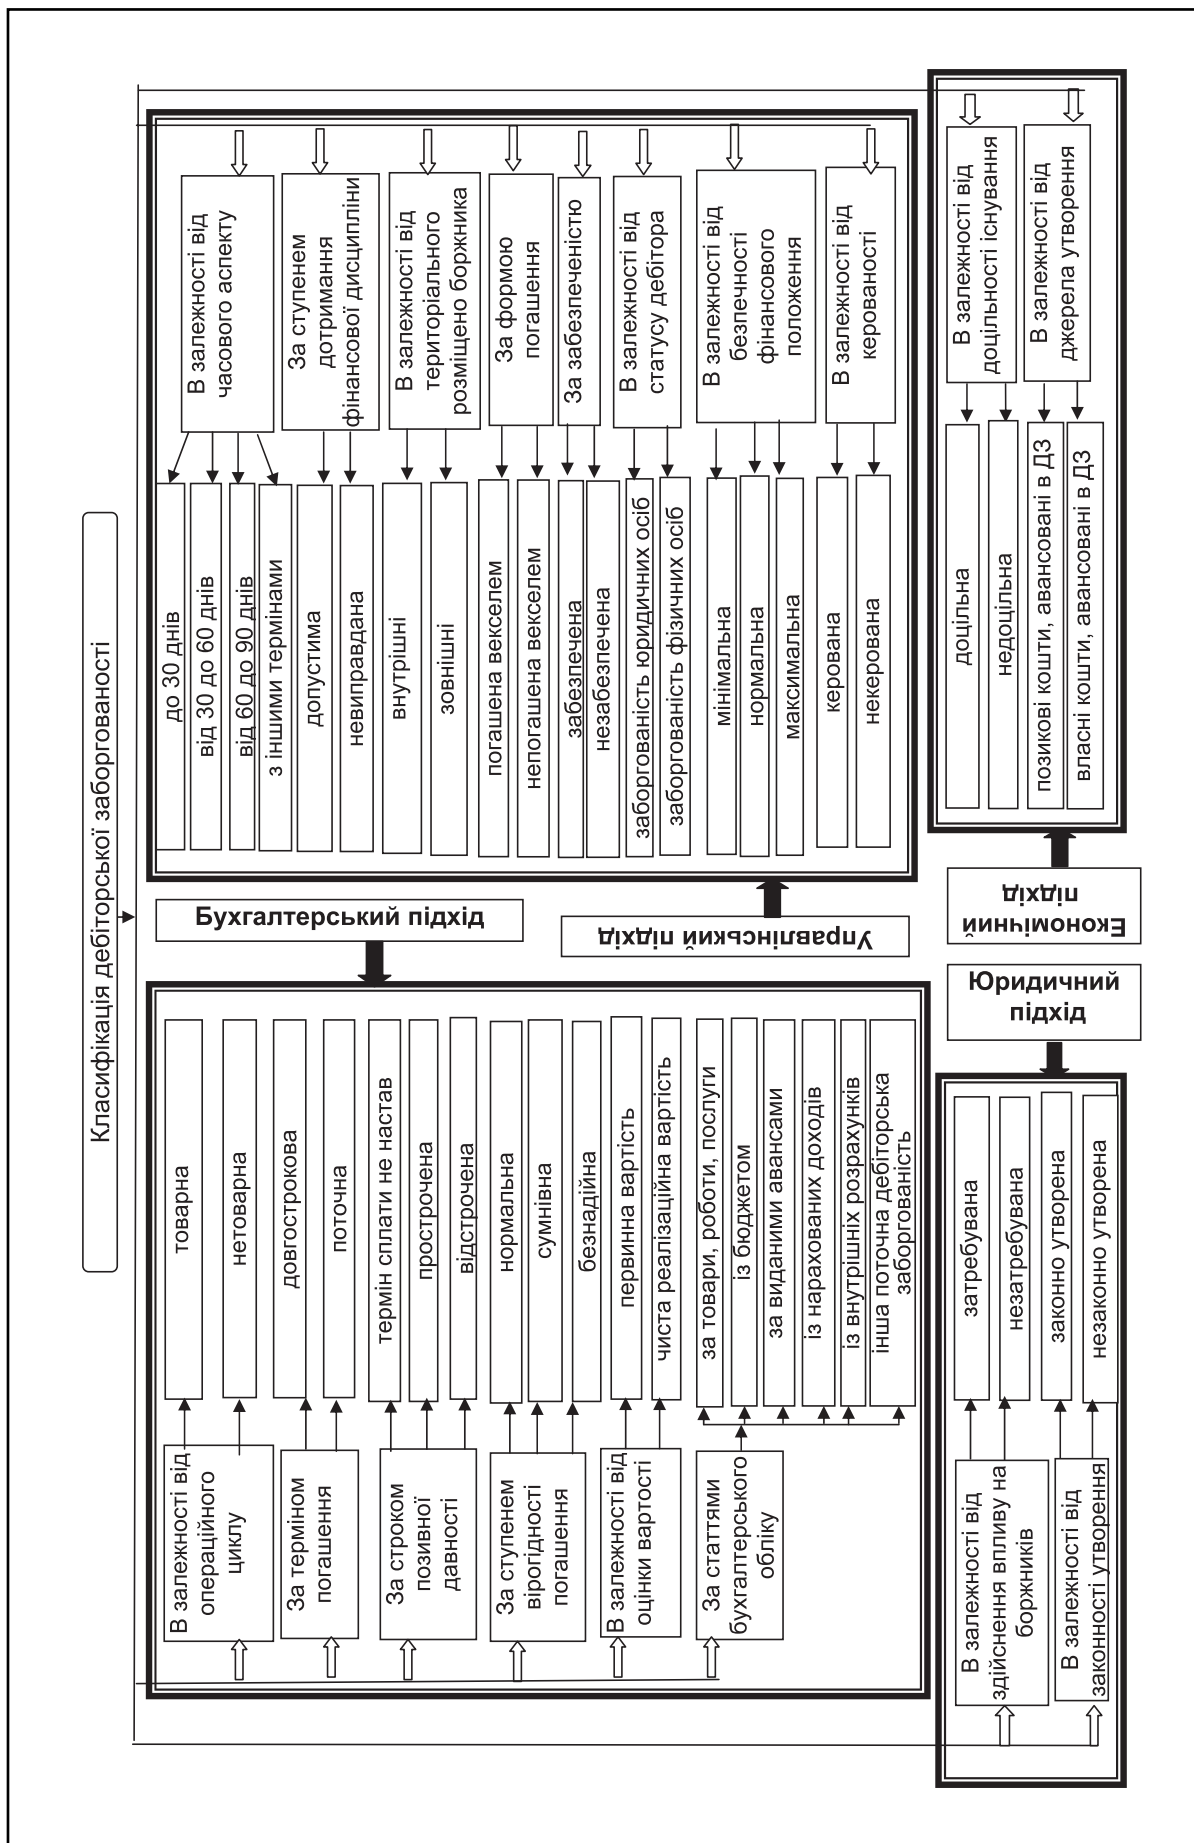 Класифікація дебіторської заборгованості
Бухгалтерський підхід
В залежності від
операційного
циклу
товарна
нетоварна
За терміном
погашення
довгострокова
поточна
За строком
позивної
давності
термін сплати не настав
прострочена
відстрочена
За ступенем
вірогідності
погашення
нормальна
сумнівна
безнадійна
В залежності від
оцінки вартості
первинна вартість
чиста реалізаційна вартість
За статтями
бухгалтерського
обліку
за товари, роботи, послуги
із бюджетом
за виданими авансами
із нарахованих доходів
із внутрішніх розрахунків
інша поточна дебіторська
заборгованість
Управлінський підхід
В залежності від
часового аспекту
до 30 днів
від 30 до 60 днів
від 60 до 90 днів
з іншими термінами
За ступенем
дотримання
фінансової дисципліни
допустима
невиправдана
В залежності від
територіального
розміщено боржника
внутрішні
зовнішні
За формою
погашення
погашена векселем
непогашена векселем
За забезпеченістю
забезпечена
незабезпечена
В залежності від
статусу дебітора
заборгованість юридичних осіб
заборгованість фізичних осіб
В залежності від
безпечності
фінансового
положення
мінімальна
нормальна
максимальна
В залежності від
керованості
керована
некерована
Юридичний
підхід
В залежності від
здійснення впливу на
боржників
затребувана
незатребувана
В залежності від
законності утворення
законно утворена
незаконно утворена
Економічний
підхід
В залежності від
доцільності існування
доцільна
недоцільна
В залежності від
джерела утворення
позикові кошти, авансовані в ДЗ
власні кошти, авансовані в ДЗ